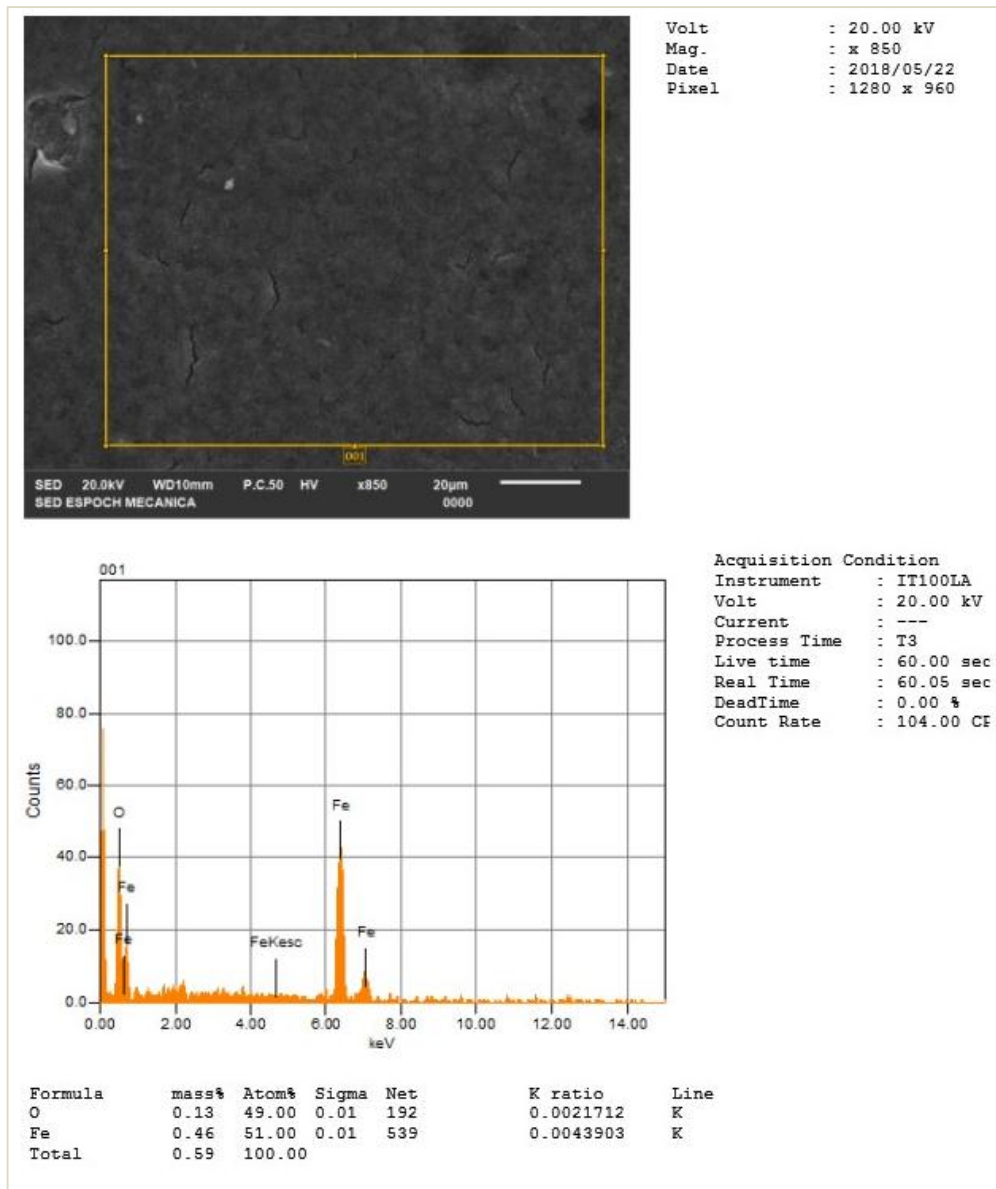 Volt : 20.00 kV
Mag. : x 850
Date : 2018/05/22
Pixel : 1280 x 960
001
SED 20.0kV WD10mm P.C.50 HV x850 20µm
SED ESPOCH MECANICA 0000
Acquisition Condition
Instrument : IT100LA
Volt : 20.00 kV
Current : ---
Process Time : T3
Live time : 60.00 sec
Real Time : 60.05 sec
DeadTime : 0.00 %
Count Rate : 104.00
001
Counts
100.0
80.0
60.0
40.0
20.0
0.0
O
Fe
Fe
FeKesc
Fe
Fe
0.00 2.00 4.00 6.00 8.00 10.00 12.00 14.00
keV
Formula mass% Atom% Sigma Net K ratio Line
O 0.13 49.00 0.01 192 0.0021712 K
Fe 0.46 51.00 0.01 539 0.0043903 K
Total 0.59 100.00